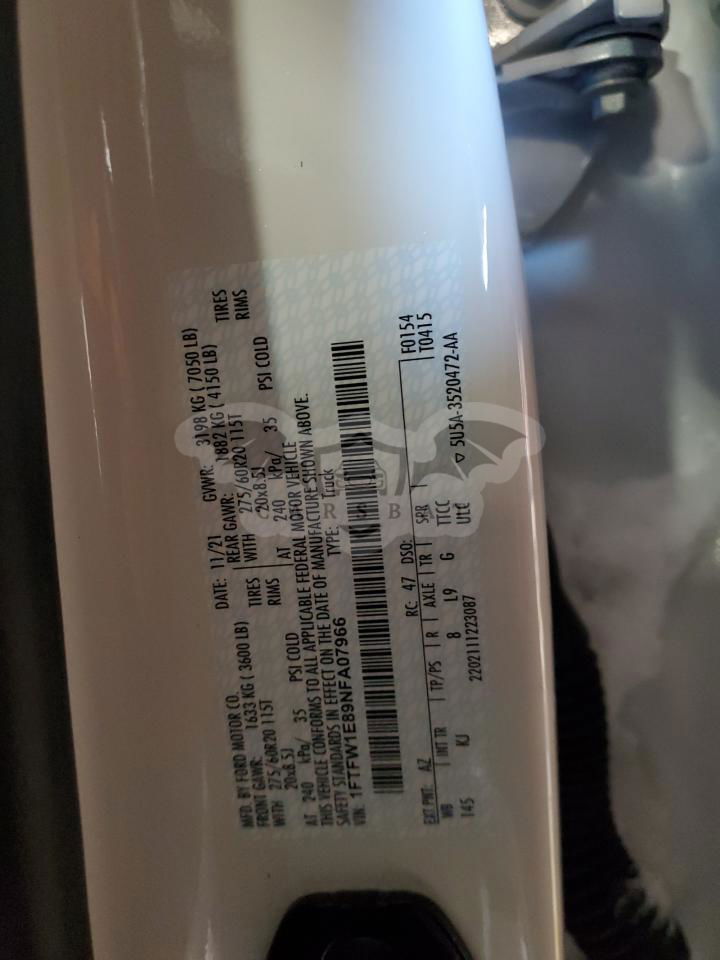 MFD. BY FORD MOTOR CO. DATE: 11/21 GVWR: 3198 KG ( 7050 LB)
FRONT GAWR: 1633 KG ( 3600 LB) REAR GAWR: 1882 KG ( 4150 LB)
WITH 275/60R20 115T TIRES WITH 275/60R20 115T TIRES
20x8.5J RIMS 20x8.5J RIMS
AT 240 kPa/ 35 PSI COLD AT 240 kPa/ 35 PSI COLD
THIS VEHICLE CONFORMS TO ALL APPLICABLE FEDERAL MOTOR VEHICLE
SAFETY STANDARDS IN EFFECT ON THE DATE OF MANUFACTURE SHOWN ABOVE.
VIN: 1FTFW1E89NFA07966 TYPE: Truck
F0154
EXT PNT: AZ RC: 47 DSO: T0415
WB INT TR TP/PS R AXLE TR SPR
145 KJ 8 L9 G TTCC ULLC
2202111223087 ▽ 5U5A-3520472-AA